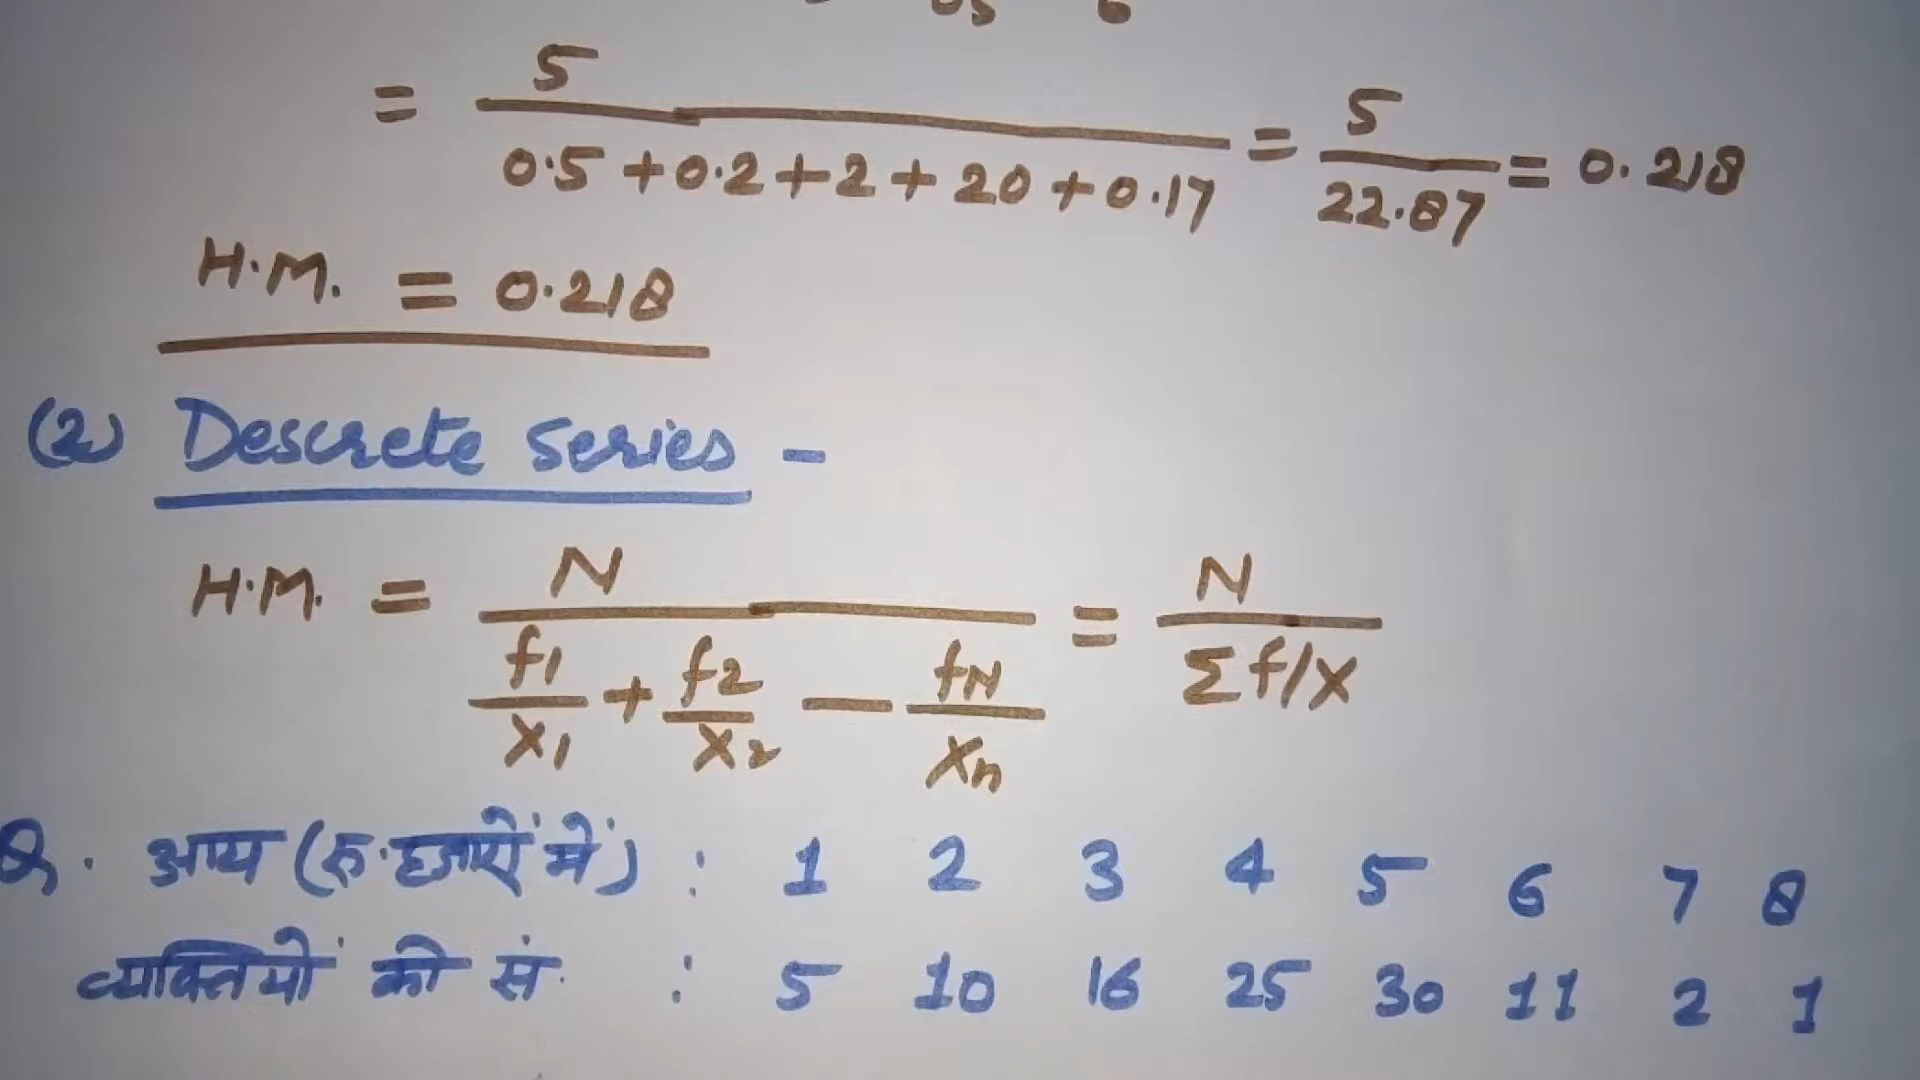 = 5 / 0.5 + 0.2 + 2 + 20 + 0.17 = 5 / 22.87 = 0.218
H.M. = 0.218
(2) Descrete series -
H.M. = N / f1/x1 + f2/x2 — fN/xn = N / Σf/x
Q. आय (रु. हजारों में) : 1 2 3 4 5 6 7 8
व्यक्तियों की सं. : 5 10 16 25 30 11 2 1